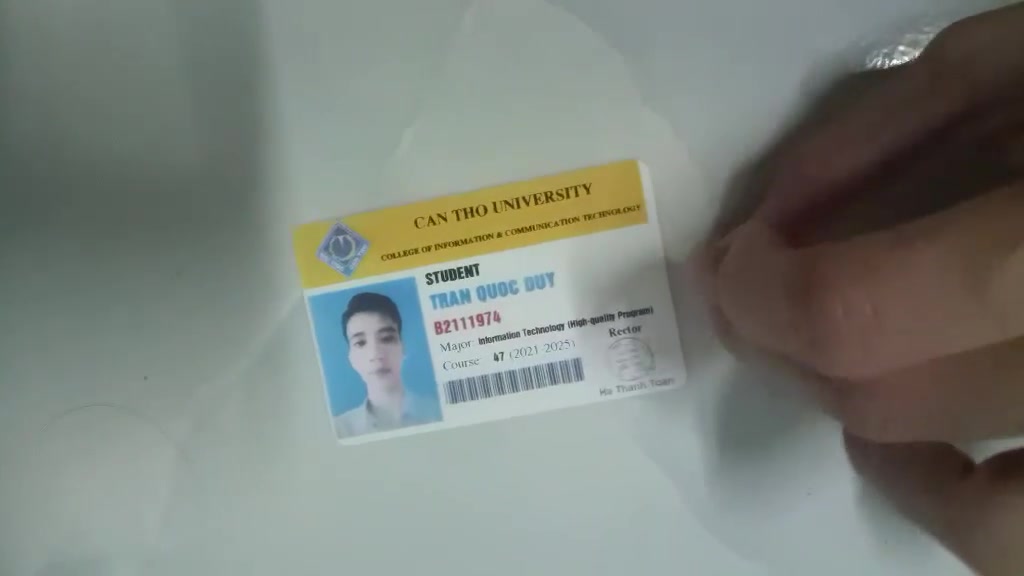 CAN THO UNIVERSITY
COLLEGE OF INFORMATION & COMMUNICATION TECHNOLOGY
STUDENT
TRAN QUOC DUY
B2111974
Major: Information Technology (High-quality Program)
Course: 47 (2021-2025)
Rector
Ha Thanh Toan